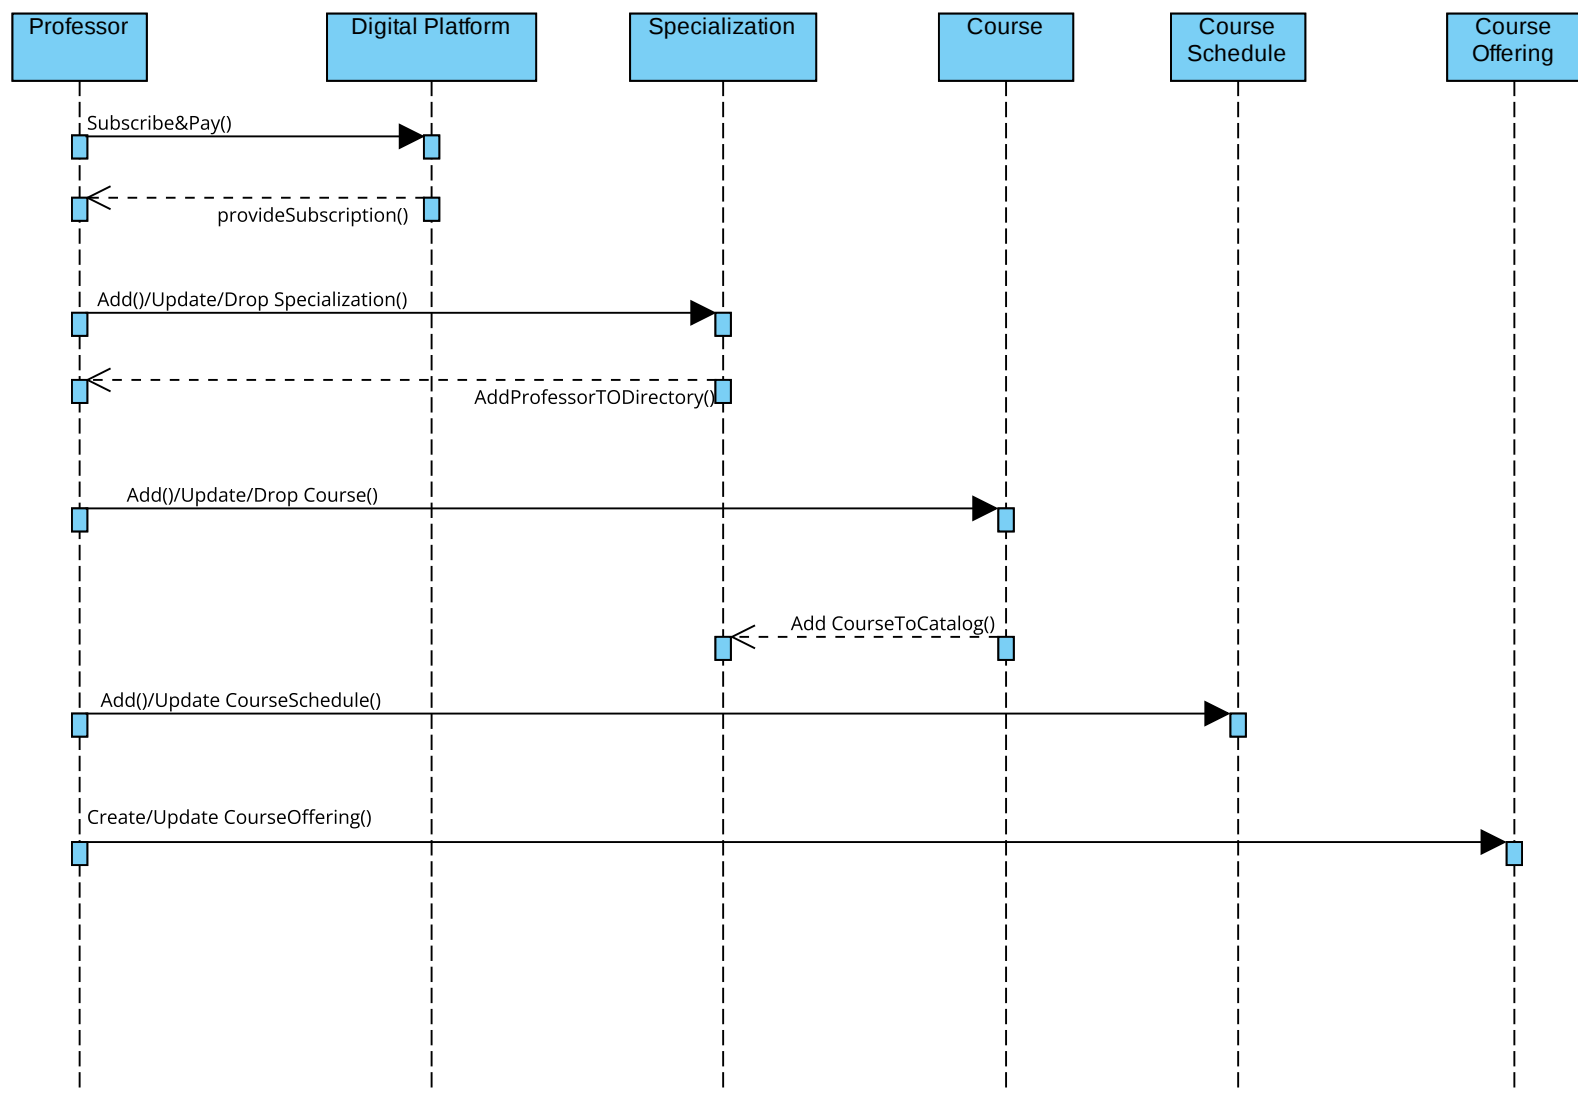 Professor
Digital Platform
Specialization
Course
Course
Schedule
Course
Offering
Subscribe&Pay()
provideSubscription()
Add()/Update/Drop Specialization()
AddProfessorTODirectory()
Add()/Update/Drop Course()
Add CourseToCatalog()
Add()/Update CourseSchedule()
Create/Update CourseOffering()